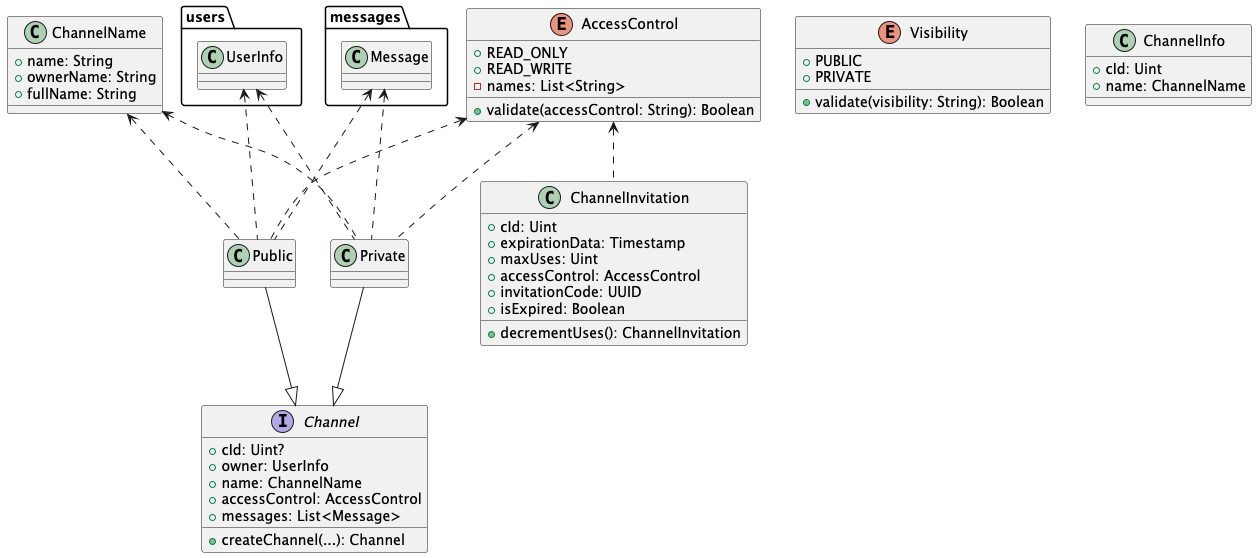 C ChannelName
name: String
ownerName: String
fullName: String
users
C UserInfo
messages
C Message
E AccessControl
READ_ONLY
READ_WRITE
names: List<String>
validate(accessControl: String): Boolean
E Visibility
PUBLIC
PRIVATE
validate(visibility: String): Boolean
C ChannelInfo
cId: Uint
name: ChannelName
C Public
C Private
C ChannelInvitation
cId: Uint
expirationData: Timestamp
maxUses: Uint
accessControl: AccessControl
invitationCode: UUID
isExpired: Boolean
decrementUses(): ChannelInvitation
I Channel
cId: Uint?
owner: UserInfo
name: ChannelName
accessControl: AccessControl
messages: List<Message>
createChannel(...): Channel